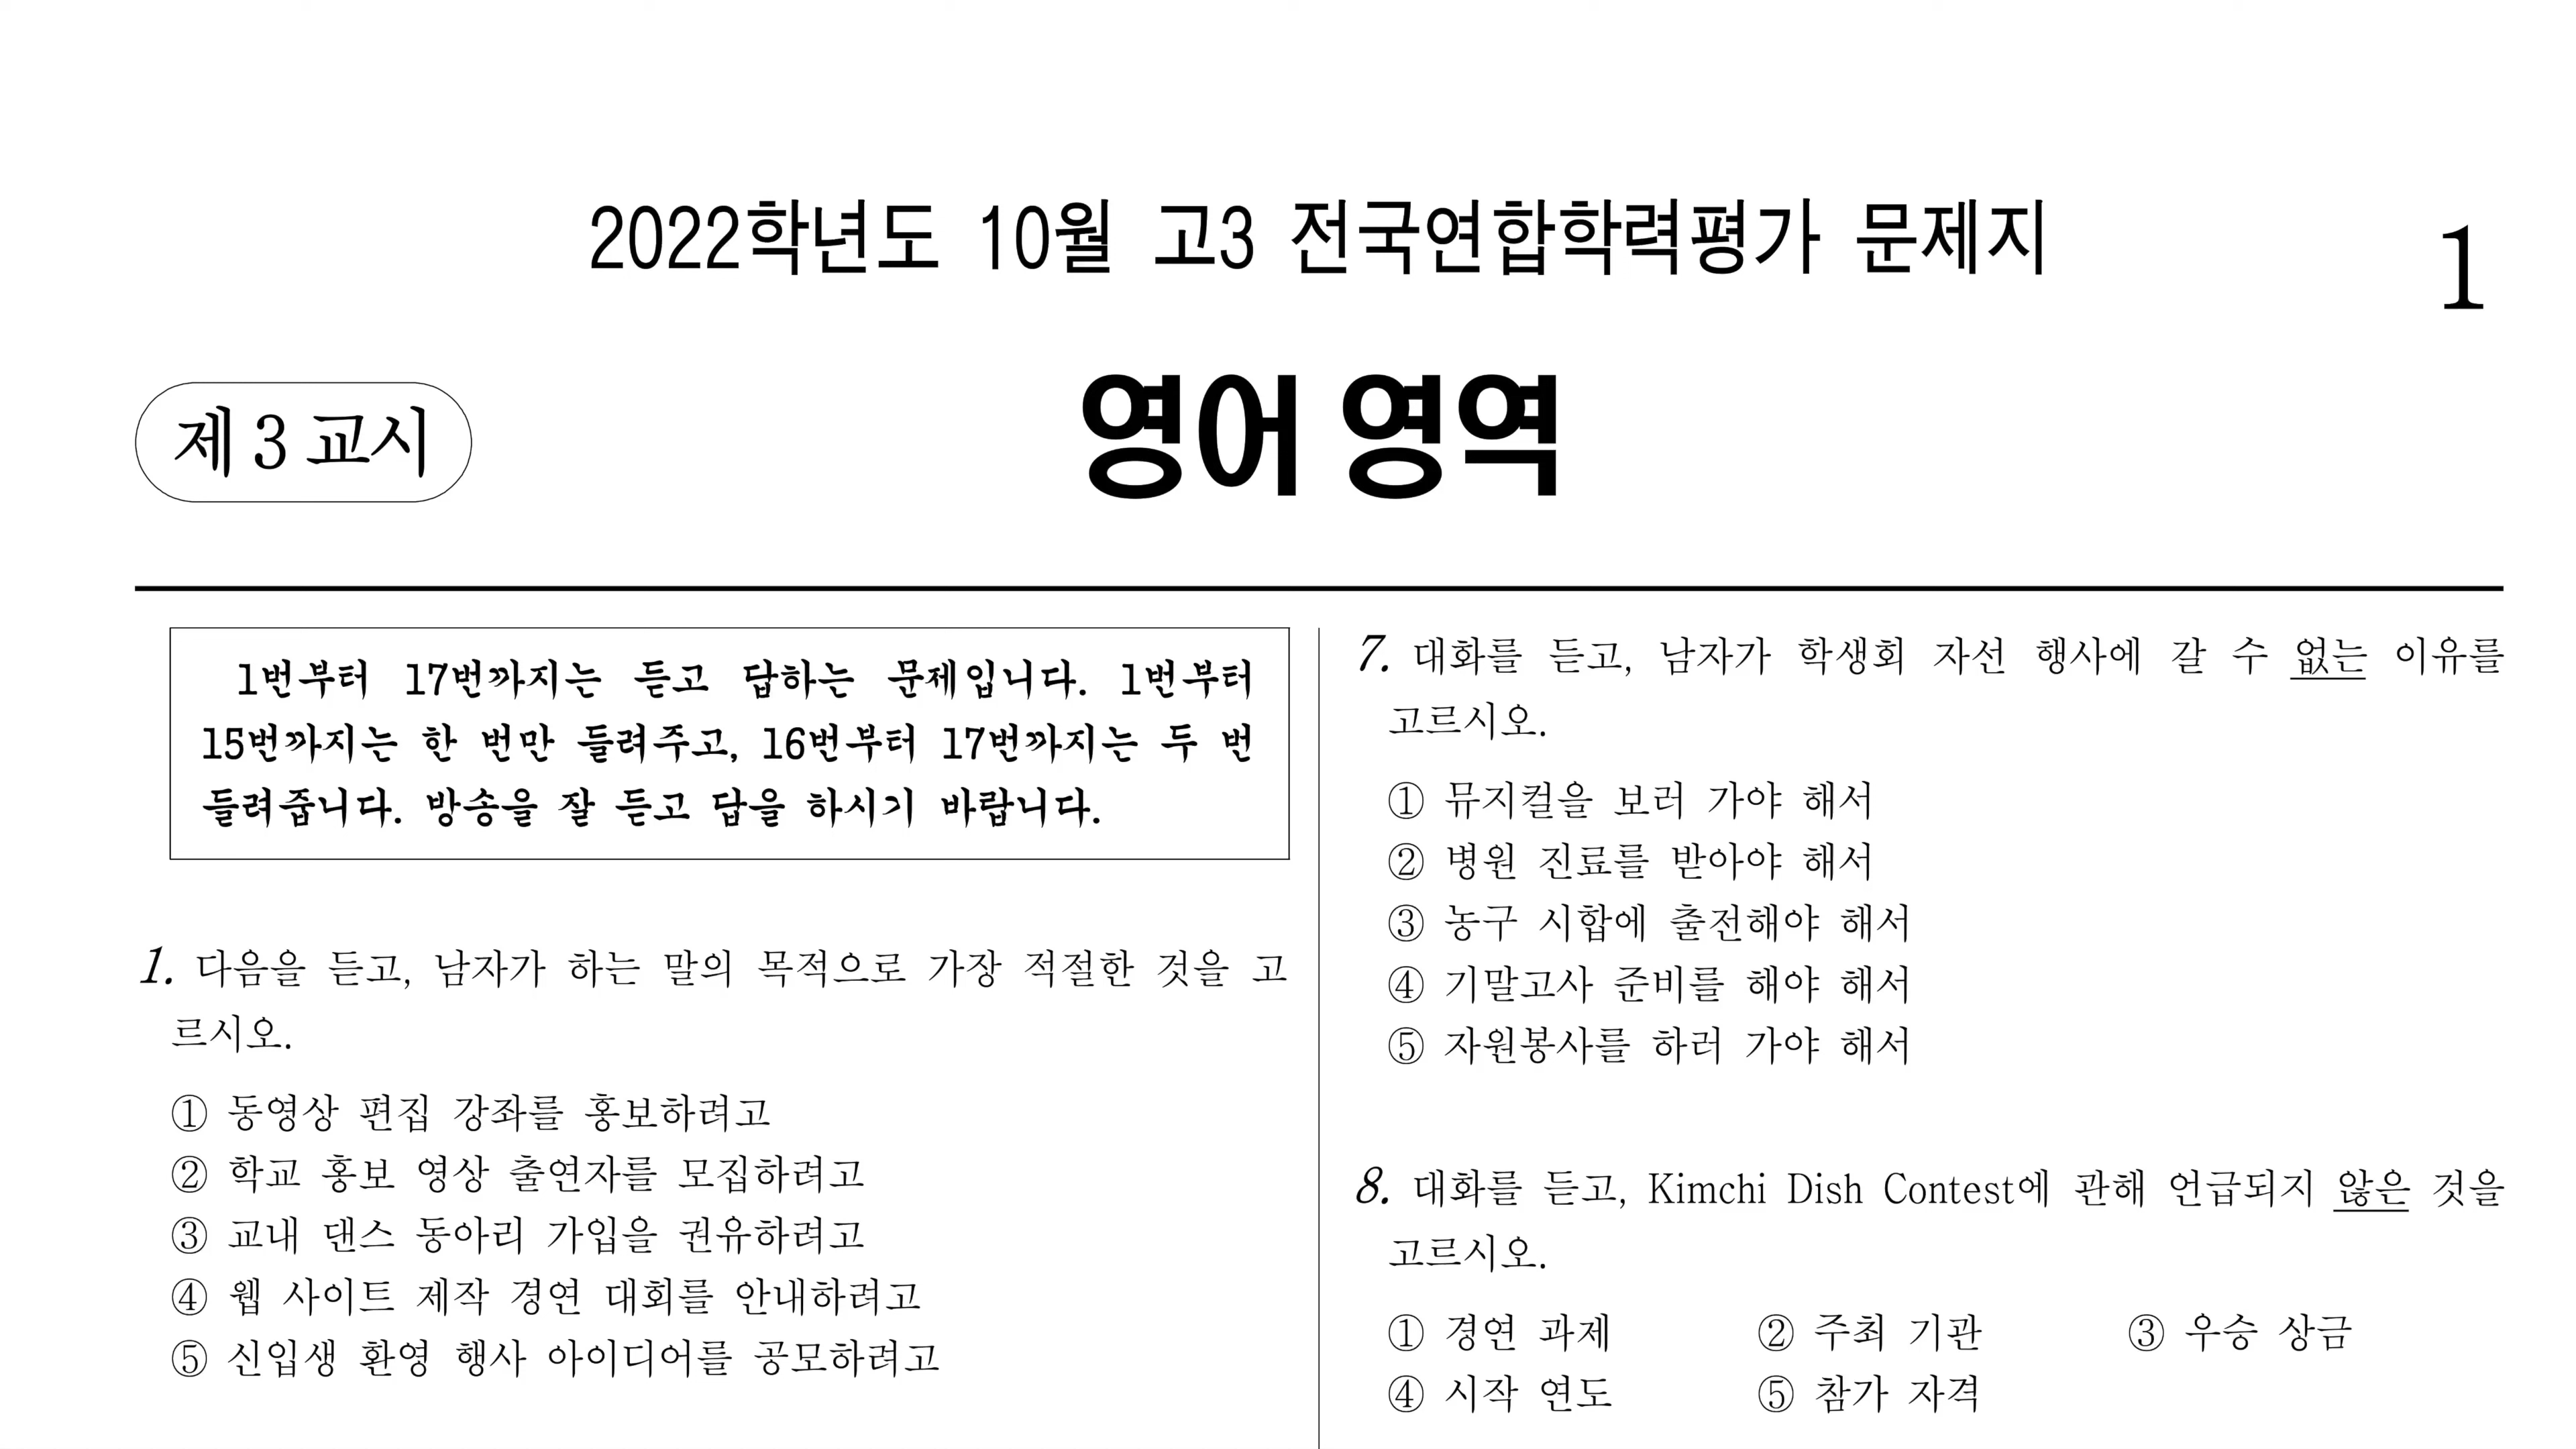 2022학년도 10월 고3 전국연합학력평가 문제지
1
제 3 교시
영어 영역
1번부터 17번까지는 듣고 답하는 문제입니다. 1번부터
15번까지는 한 번만 들려주고, 16번부터 17번까지는 두 번
들려줍니다. 방송을 잘 듣고 답을 하시기 바랍니다.
1. 다음을 듣고, 남자가 하는 말의 목적으로 가장 적절한 것을 고
르시오.
① 동영상 편집 강좌를 홍보하려고
② 학교 홍보 영상 출연자를 모집하려고
③ 교내 댄스 동아리 가입을 권유하려고
④ 웹 사이트 제작 경연 대회를 안내하려고
⑤ 신입생 환영 행사 아이디어를 공모하려고
7. 대화를 듣고, 남자가 학생회 자선 행사에 갈 수 없는 이유를
고르시오.
① 뮤지컬을 보러 가야 해서
② 병원 진료를 받아야 해서
③ 농구 시합에 출전해야 해서
④ 기말고사 준비를 해야 해서
⑤ 자원봉사를 하러 가야 해서
8. 대화를 듣고, Kimchi Dish Contest에 관해 언급되지 않은 것을
고르시오.
① 경연 과제 ② 주최 기관 ③ 우승 상금
④ 시작 연도 ⑤ 참가 자격